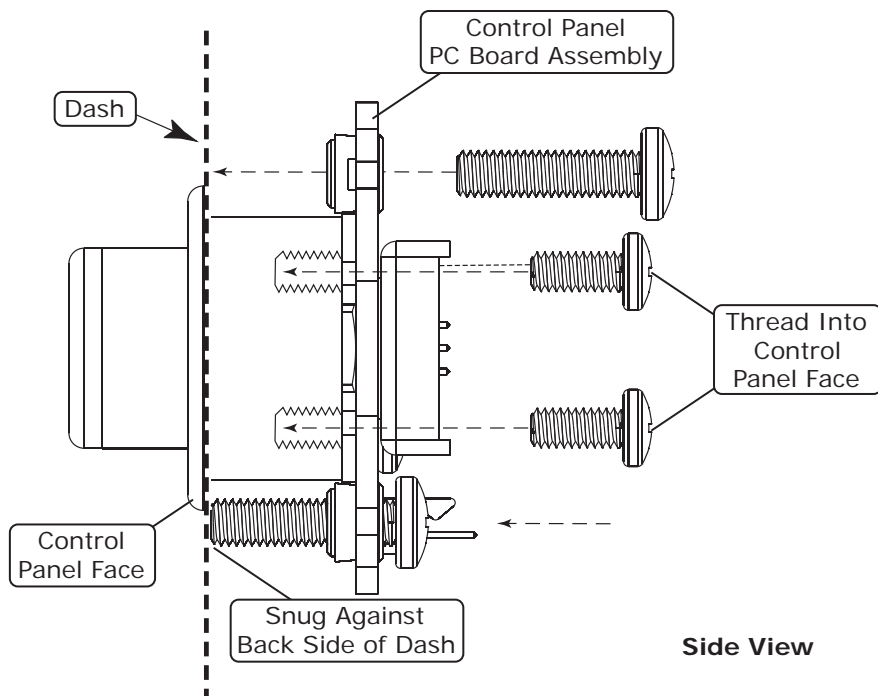 Control Panel
PC Board Assembly
Dash
Thread Into
Control
Panel Face
Control
Panel Face
Snug Against
Back Side of Dash
Side View